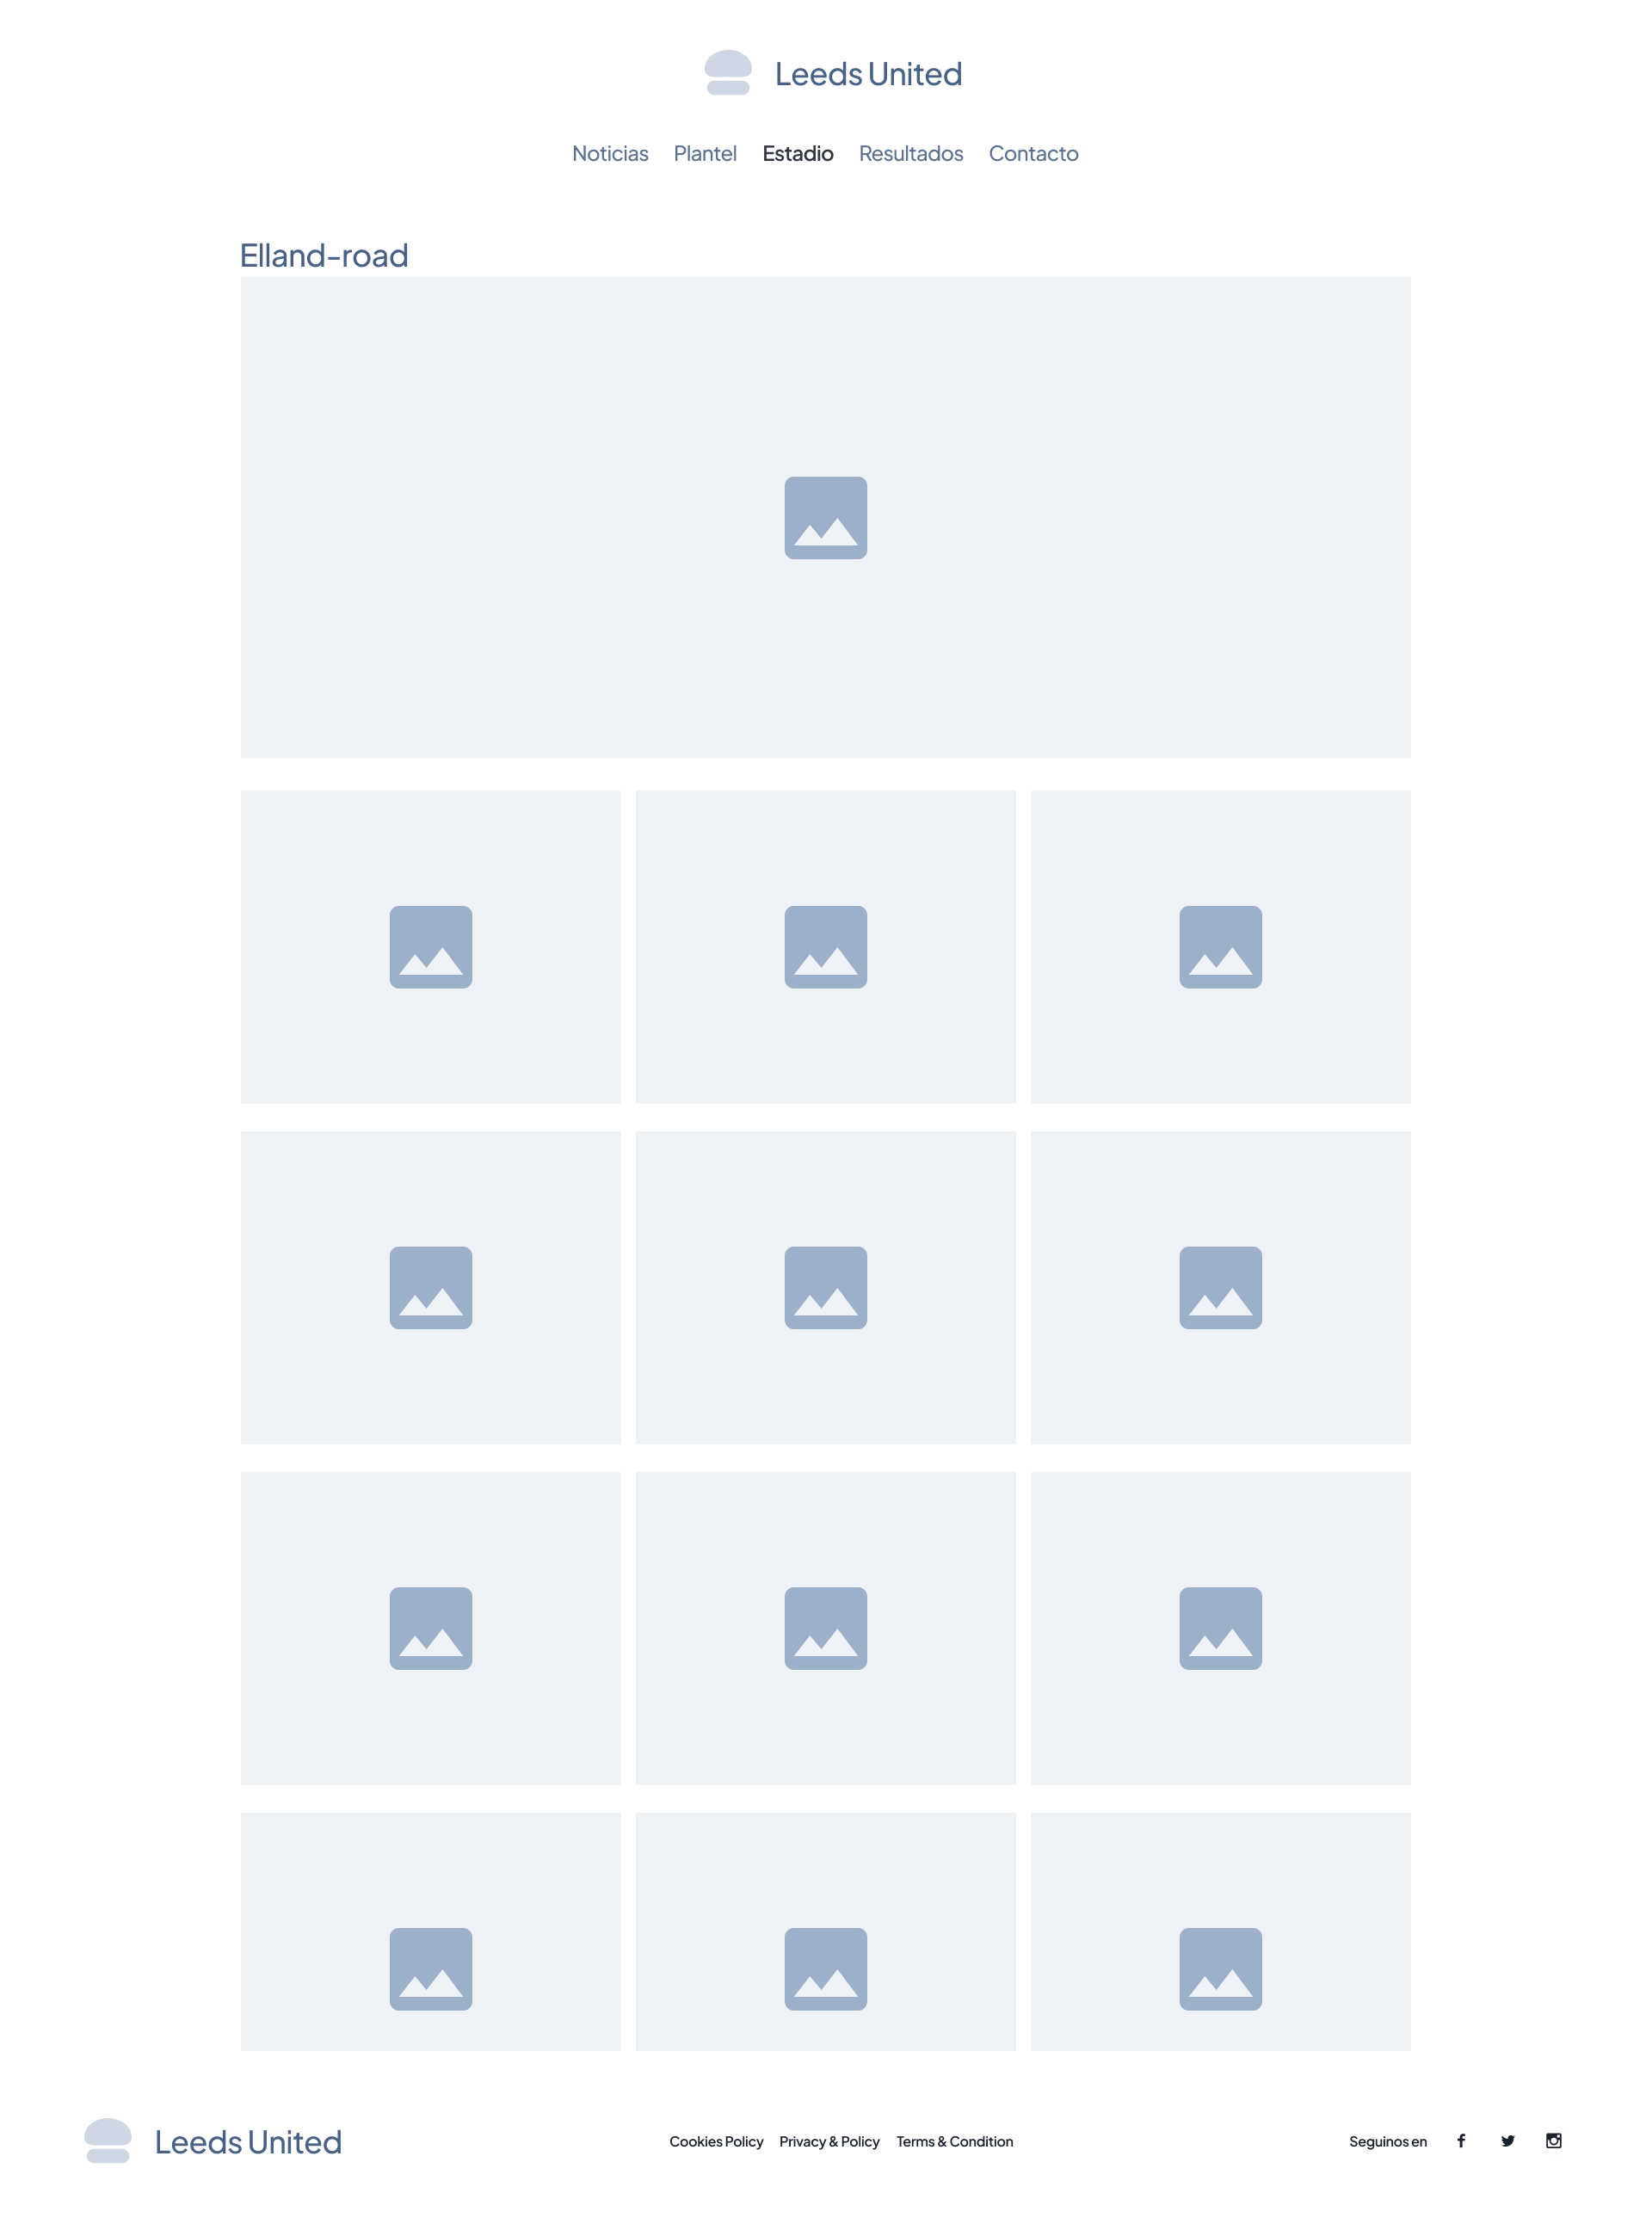 Leeds United
Noticias Plantel Estadio Resultados Contacto
Elland-road
Leeds United
Cookies Policy Privacy & Policy Terms & Condition
Seguinos en